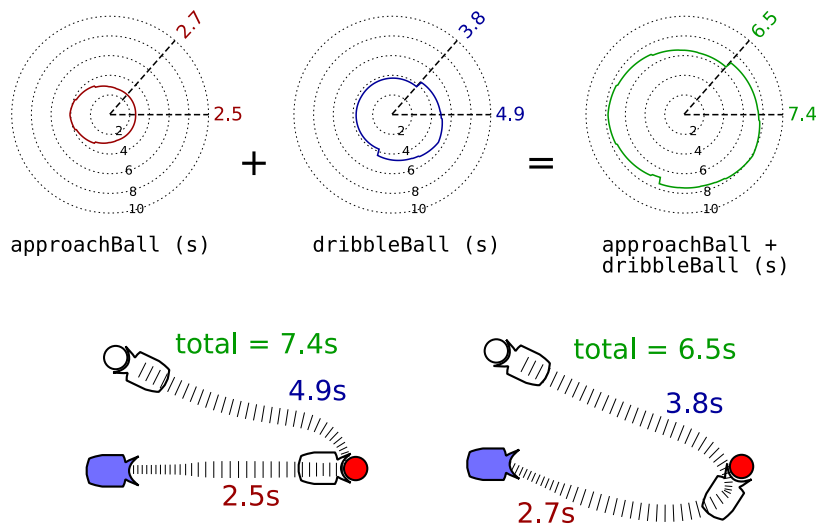 2.7
2.5
2
4
6
8
10
approachBall (s)
+
3.8
4.9
2
4
6
8
10
dribbleBall (s)
=
6.5
7.4
2
4
6
8
10
approachBall +
dribbleBall (s)
total = 7.4s
4.9s
2.5s
total = 6.5s
3.8s
2.7s